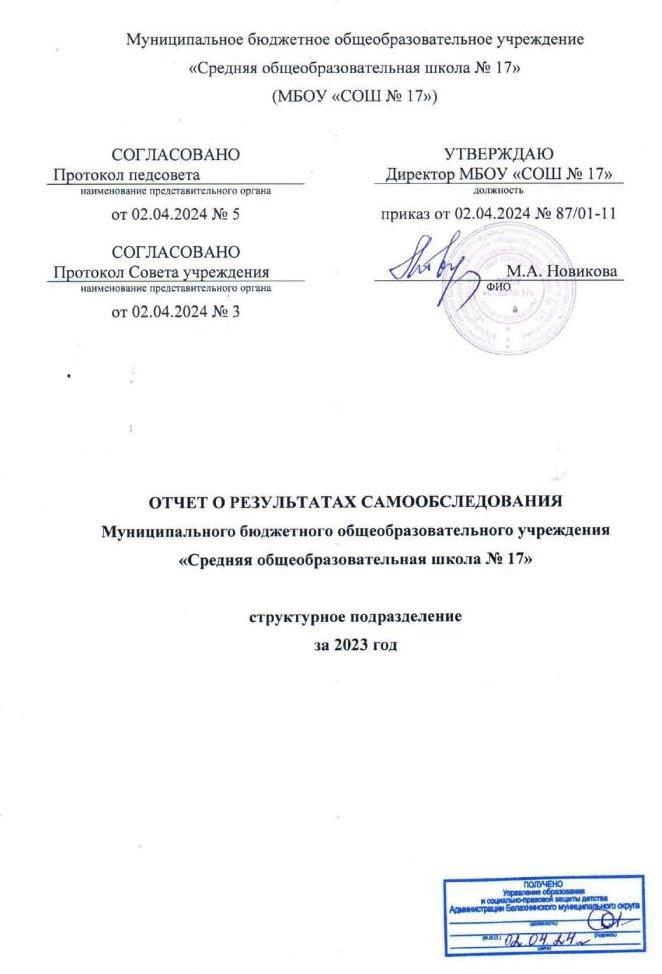 Муниципальное бюджетное общеобразовательное учреждение
«Средняя общеобразовательная школа № 17»
(МБОУ «СОШ № 17»)
СОГЛАСОВАНО
Протокол педсовета
наименование представительного органа
от 02.04.2024 № 5
СОГЛАСОВАНО
Протокол Совета учреждения
наименование представительного органа
от 02.04.2024 № 3
УТВЕРЖДАЮ
Директор МБОУ «СОШ № 17»
должность
приказ от 02.04.2024 № 87/01-11
М.А. Новикова
ФИО
ОТЧЕТ О РЕЗУЛЬТАТАХ САМООБСЛЕДОВАНИЯ
Муниципального бюджетного общеобразовательного учреждения
«Средняя общеобразовательная школа № 17»
структурное подразделение
за 2023 год
ПОЛУЧЕНО
Управление образования
и социально-правовой защиты детства
Администрации Балахнинского муниципального округа
(должность)
(Ф.И.О.) 02.04.24 (подпись)
(дата)